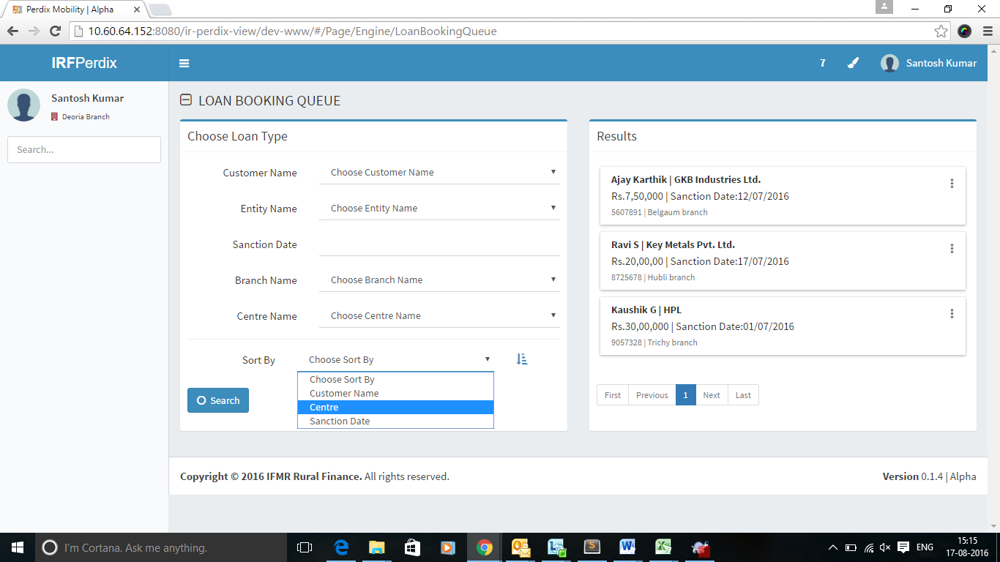 Perdix Mobility | Alpha
10.60.64.152:8080/ir-perdix-view/dev-www/#/Page/Engine/LoanBookingQueue
IRFPerdix
7
Santosh Kumar
Santosh Kumar
Deoria Branch
Search...
LOAN BOOKING QUEUE
Choose Loan Type
Customer Name
Choose Customer Name
Entity Name
Choose Entity Name
Sanction Date
Branch Name
Choose Branch Name
Centre Name
Choose Centre Name
Sort By
Choose Sort By
Choose Sort By
Customer Name
Centre
Sanction Date
Search
Results
Ajay Karthik | GKB Industries Ltd.
Rs.7,50,000 | Sanction Date:12/07/2016
5607891 | Belgaum branch
Ravi S | Key Metals Pvt. Ltd.
Rs.20,00,00 | Sanction Date:17/07/2016
8725678 | Hubli branch
Kaushik G | HPL
Rs.30,00,000 | Sanction Date:01/07/2016
9057328 | Trichy branch
First Previous 1 Next Last
Copyright © 2016 IFMR Rural Finance. All rights reserved.
Version 0.1.4 | Alpha
I'm Cortana. Ask me anything.
ENG
15:15
17-08-2016